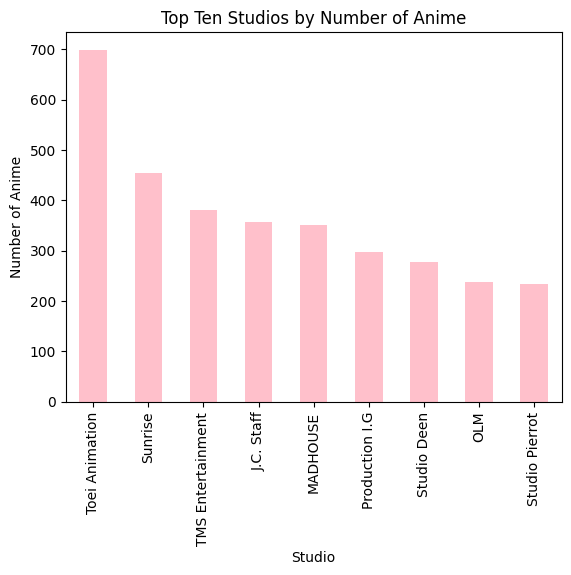 Top Ten Studios by Number of Anime
Number of Anime
700
600
500
400
300
200
100
0
Toei Animation
Sunrise
TMS Entertainment
J.C. Staff
MADHOUSE
Production I.G
Studio Deen
OLM
Studio Pierrot
Studio